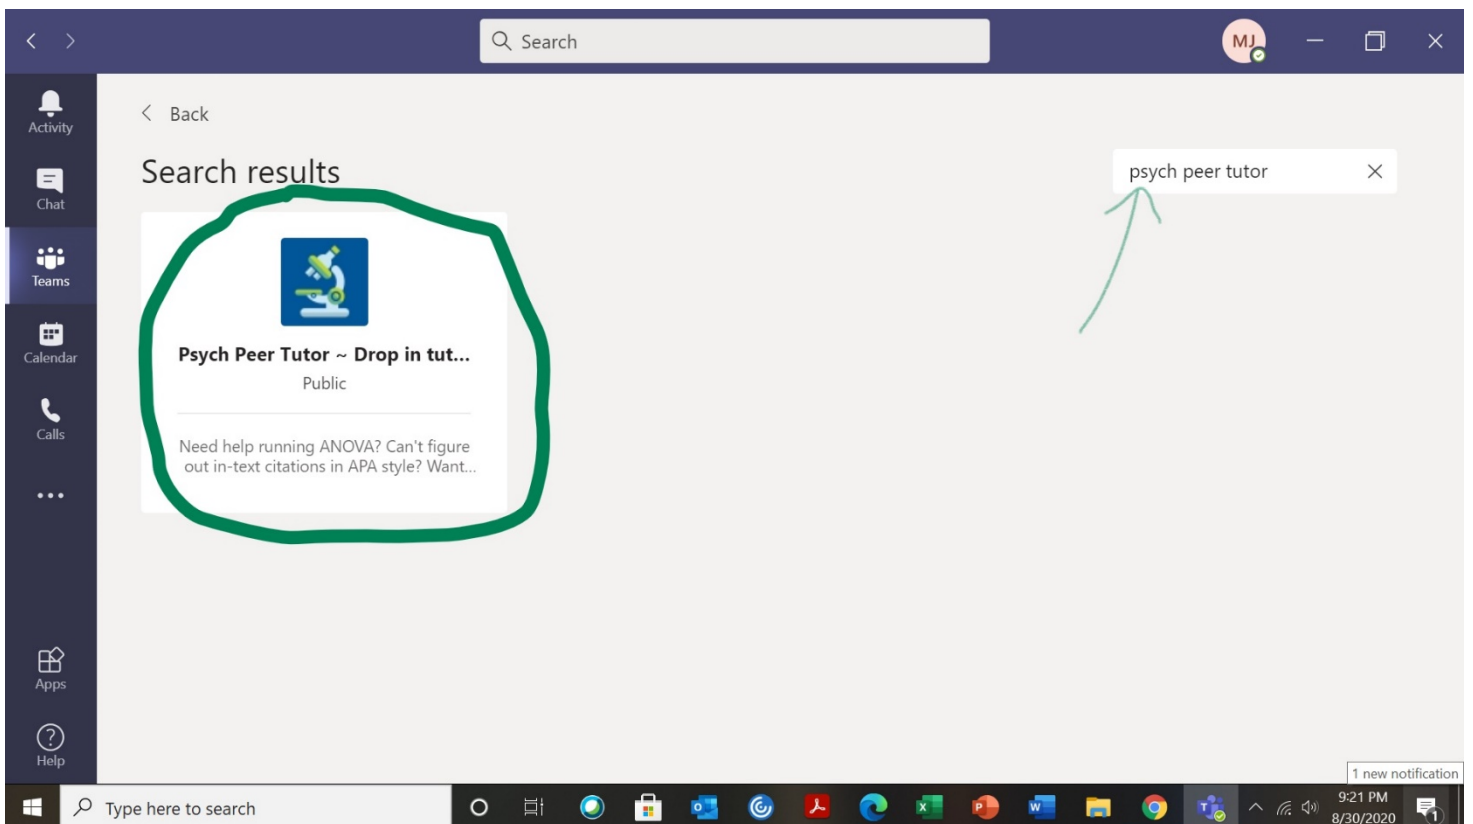 Search
MJ
Activity
Chat
Teams
Calendar
Calls
Apps
Help
Back
Search results
psych peer tutor
Psych Peer Tutor ~ Drop in tut...
Public
Need help running ANOVA? Can't figure
out in-text citations in APA style? Want...
1 new notification
Type here to search
9:21 PM
8/30/2020
1